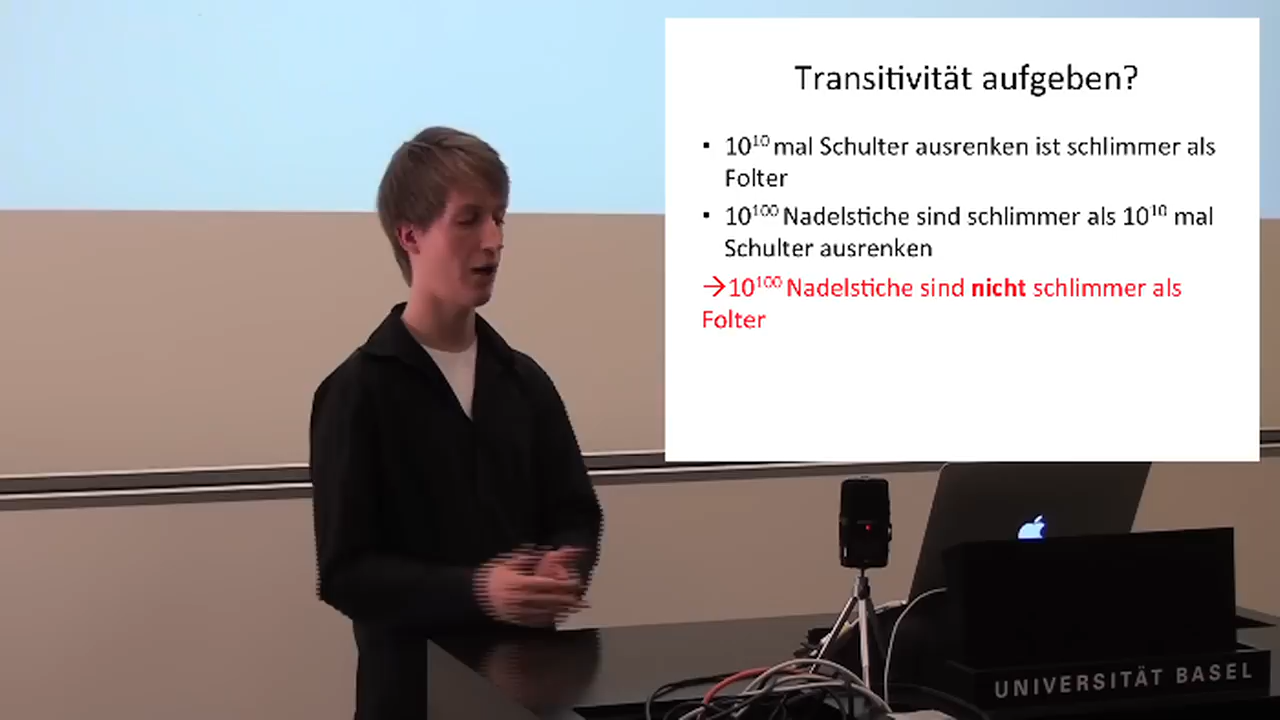 Transitivität aufgeben?
▪ 10¹⁰ mal Schulter ausrenken ist schlimmer als
Folter
▪ 10¹⁰⁰ Nadelstiche sind schlimmer als 10¹⁰ mal
Schulter ausrenken
→10¹⁰⁰ Nadelstiche sind nicht schlimmer als
Folter
UNIVERSITÄT BASEL